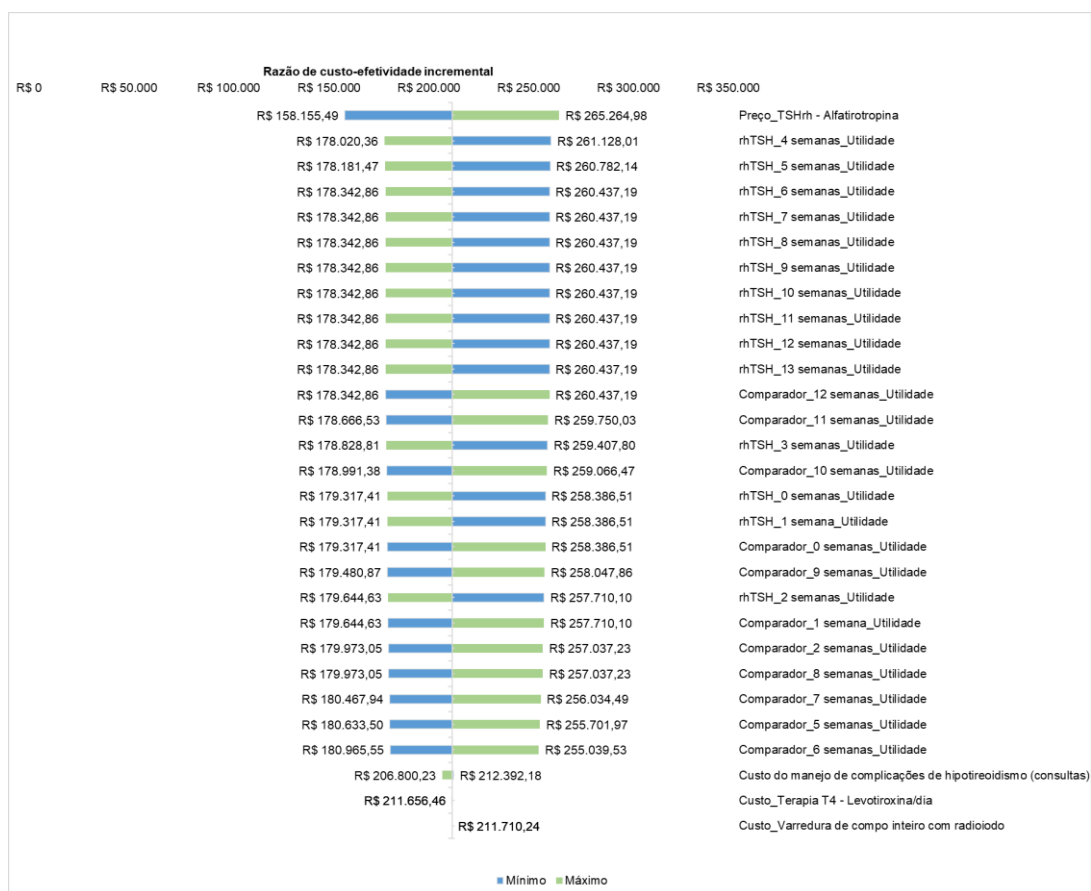 Razão de custo-efetividade incremental
R$ 0 R$ 50.000 R$ 100.000 R$ 150.000 R$ 200.000 R$ 250.000 R$ 300.000 R$ 350.000
R$ 158.155,49 R$ 265.264,98 Preço_TSHrh - Alfatirotropina
R$ 178.020,36 R$ 261.128,01 rhTSH_4 semanas_Utilidade
R$ 178.181,47 R$ 260.782,14 rhTSH_5 semanas_Utilidade
R$ 178.342,86 R$ 260.437,19 rhTSH_6 semanas_Utilidade
R$ 178.342,86 R$ 260.437,19 rhTSH_7 semanas_Utilidade
R$ 178.342,86 R$ 260.437,19 rhTSH_8 semanas_Utilidade
R$ 178.342,86 R$ 260.437,19 rhTSH_9 semanas_Utilidade
R$ 178.342,86 R$ 260.437,19 rhTSH_10 semanas_Utilidade
R$ 178.342,86 R$ 260.437,19 rhTSH_11 semanas_Utilidade
R$ 178.342,86 R$ 260.437,19 rhTSH_12 semanas_Utilidade
R$ 178.342,86 R$ 260.437,19 rhTSH_13 semanas_Utilidade
R$ 178.342,86 R$ 260.437,19 Comparador_12 semanas_Utilidade
R$ 178.666,53 R$ 259.750,03 Comparador_11 semanas_Utilidade
R$ 178.828,81 R$ 259.407,80 rhTSH_3 semanas_Utilidade
R$ 178.991,38 R$ 259.066,47 Comparador_10 semanas_Utilidade
R$ 179.317,41 R$ 258.386,51 rhTSH_0 semanas_Utilidade
R$ 179.317,41 R$ 258.386,51 rhTSH_1 semana_Utilidade
R$ 179.317,41 R$ 258.386,51 Comparador_0 semanas_Utilidade
R$ 179.480,87 R$ 258.047,86 Comparador_9 semanas_Utilidade
R$ 179.644,63 R$ 257.710,10 rhTSH_2 semanas_Utilidade
R$ 179.644,63 R$ 257.710,10 Comparador_1 semana_Utilidade
R$ 179.973,05 R$ 257.037,23 Comparador_2 semanas_Utilidade
R$ 179.973,05 R$ 257.037,23 Comparador_8 semanas_Utilidade
R$ 180.467,94 R$ 256.034,49 Comparador_7 semanas_Utilidade
R$ 180.633,50 R$ 255.701,97 Comparador_5 semanas_Utilidade
R$ 180.965,55 R$ 255.039,53 Comparador_6 semanas_Utilidade
R$ 206.800,23 R$ 212.392,18 Custo do manejo de complicações de hipotireoidismo (consultas)
R$ 211.656,46 Custo_Terapia T4 - Levotiroxina/dia
R$ 211.710,24 Custo_Varredura de compo inteiro com radioiodo
Mínimo Máximo